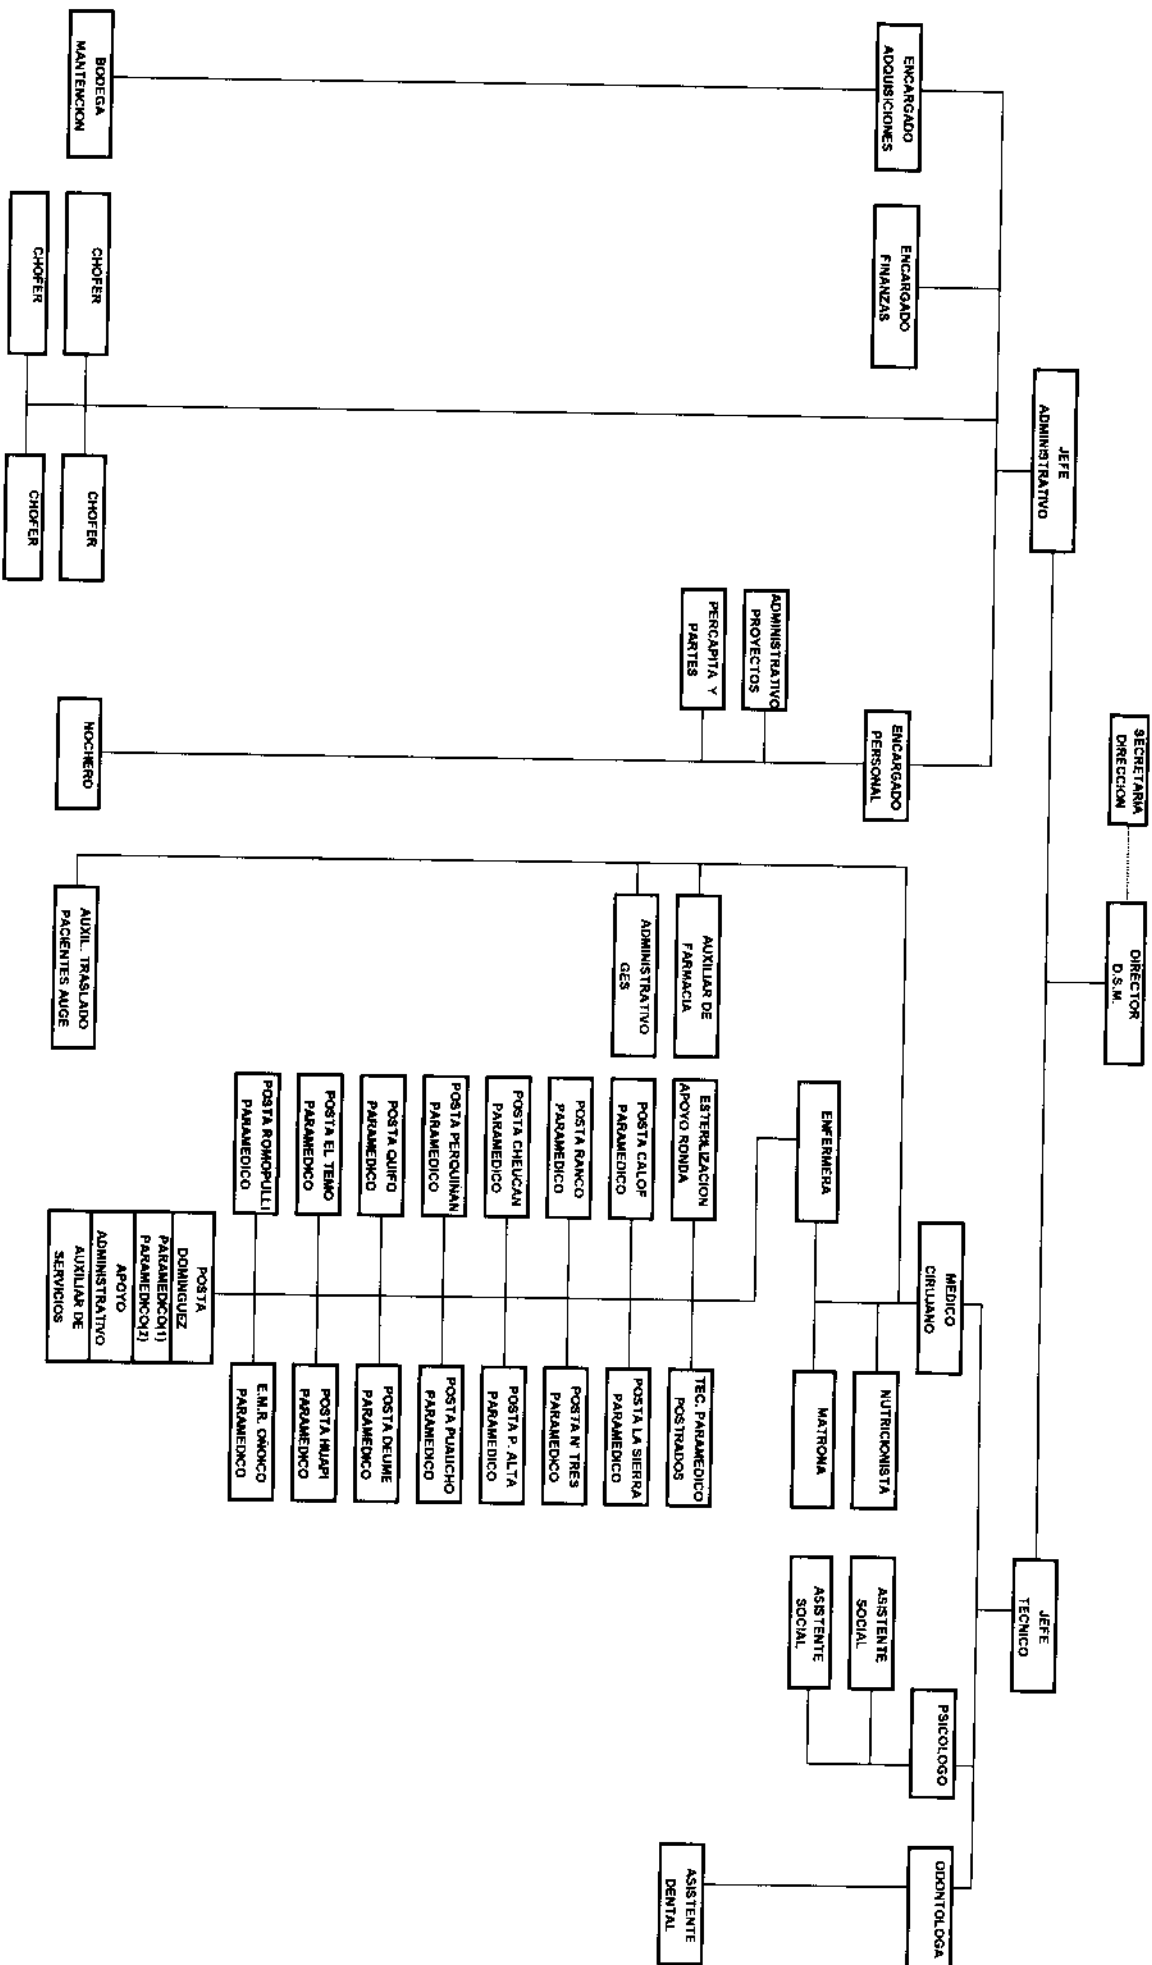 SECRETARIA
DIRECCION
DIRECTOR
D.S.M.
JEFE
ADMINISTRATIVO
JEFE
TECNICO
ENCARGADO
ADQUISICIONES
ENCARGADO
FINANZAS
ENCARGADO
PERSONAL
MEDICO
CIRUJANO
PSICOLOGO
ODONTOLOGA
ADMINISTRATIVO
PROYECTOS
PERCAPITA Y
PARTES
ENFERMERA
NUTRICIONISTA
MATRONA
ASISTENTE
SOCIAL
ASISTENTE
SOCIAL
ASISTENTE
DENTAL
AUXILIAR DE
FARMACIA
ADMINISTRATIVO
GES
ESTERILIZACION
APOYO RONDA
TEC. PARAMEDICO
POSTRADOS
POSTA CALOF
PARAMEDICO
POSTA LA SIERRA
PARAMEDICO
POSTA RANCO
PARAMEDICO
POSTA N' TRES
PARAMEDICO
POSTA CHEUCAN
PARAMEDICO
POSTA P. ALTA
PARAMEDICO
POSTA PERQUIÑAN
PARAMEDICO
POSTA PUAUCHO
PARAMEDICO
POSTA QUIFO
PARAMEDICO
POSTA DEUME
PARAMEDICO
POSTA EL TEMO
PARAMEDICO
POSTA HUAPI
PARAMEDICO
POSTA ROMOPULLI
PARAMEDICO
E.M.R. OÑOICO
PARAMEDICO
POSTA
DOMINGUEZ
PARAMEDICO(1)
PARAMEDICO(2)
APOYO
ADMINISTRATIVO
AUXILIAR DE
SERVICIOS
BODEGA
MANTENCION
CHOFER
CHOFER
CHOFER
CHOFER
NOCHERO
AUXIL. TRASLADO
PACIENTES AUGE